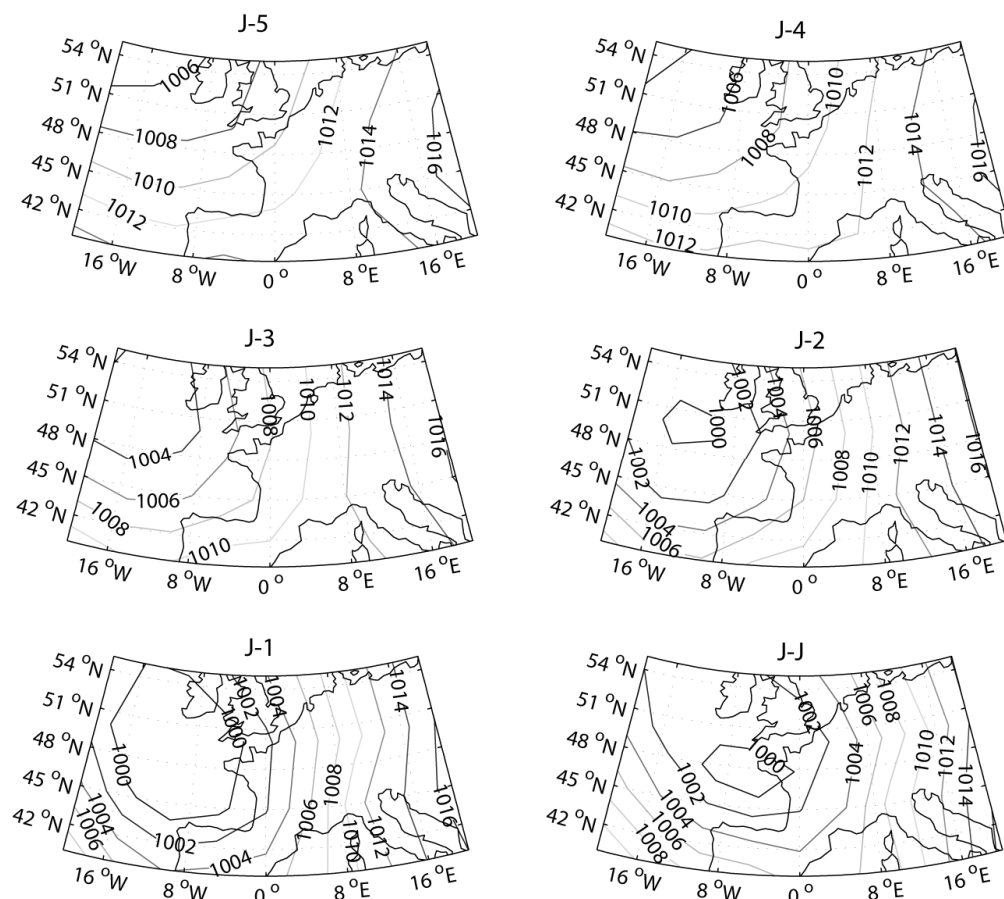 J-5
54 °N
51 °N
48 °N
45 °N
42 °N
16 °W
8 °W
0°
8 °E
16 °E
1006
1008
1010
1012
1012
1014
1016
J-4
54 °N
51 °N
48 °N
45 °N
42 °N
16 °W
8 °W
0°
8 °E
16 °E
1006
1008
1010
1010
1012
1012
1014
1016
J-3
54 °N
51 °N
48 °N
45 °N
42 °N
16 °W
8 °W
0°
8 °E
16 °E
1004
1006
1008
1008
1010
1010
1012
1014
1016
J-2
54 °N
51 °N
48 °N
45 °N
42 °N
16 °W
8 °W
0°
8 °E
16 °E
1000
1002
1002
1004
1004
1006
1006
1008
1010
1012
1014
1016
J-1
54 °N
51 °N
48 °N
45 °N
42 °N
16 °W
8 °W
0°
8 °E
16 °E
1000
1000
1002
1002
1004
1004
1004
1006
1006
1008
1010
1012
1014
1016
J-J
54 °N
51 °N
48 °N
45 °N
42 °N
16 °W
8 °W
0°
8 °E
16 °E
1000
1002
1002
1004
1004
1006
1006
1008
1008
1010
1012
1014